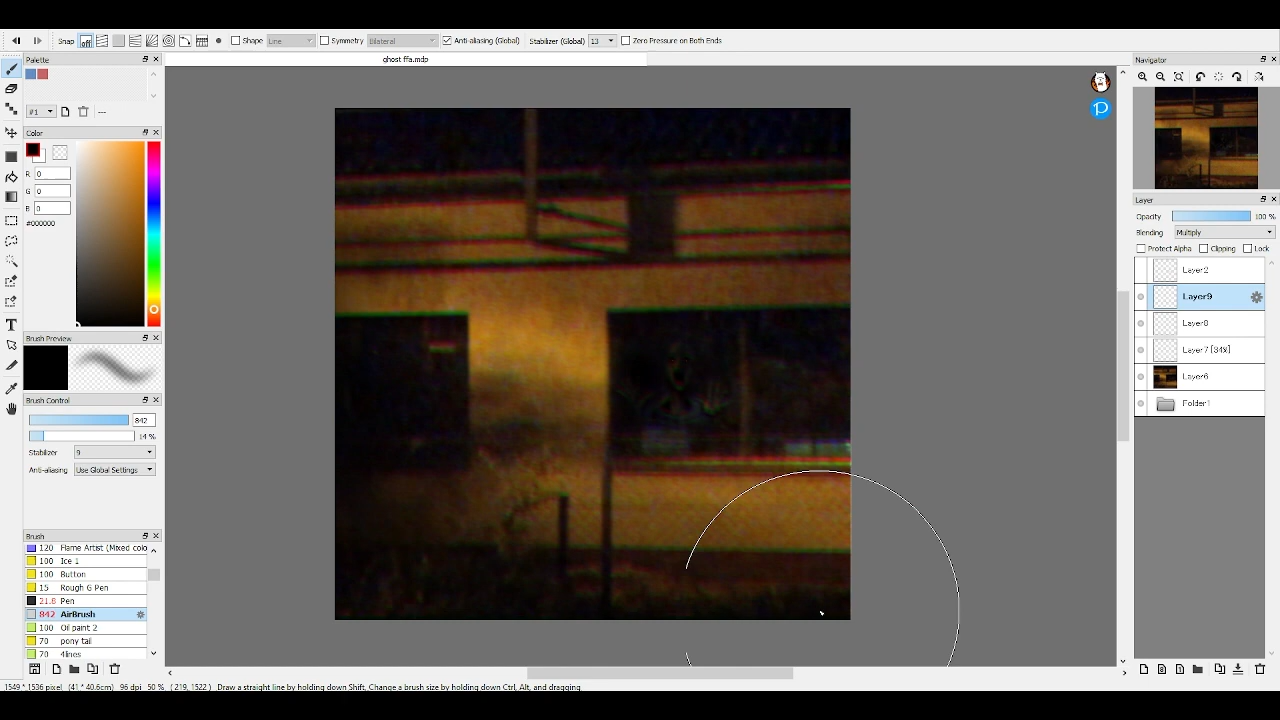 Snap off Shape Line Symmetry Bilateral Anti-aliasing (Global) Stabilizer (Global) 13 Zero Pressure on Both Ends
Palette
ghost ffa.mdp
Navigator
#1 ---
Color
R 0
G 0
B 0
#000000
Brush Preview
Brush Control
842
14 %
Stabilizer 9
Anti-aliasing Use Global Settings
Brush
120 Flame Artist (Mixed colo
100 Ice 1
100 Button
15 Rough G Pen
21.8 Pen
842 AirBrush
100 Oil paint 2
70 pony tail
70 4lines
Layer
Opacity 100 %
Blending Multiply
Protect Alpha Clipping Lock
Layer2
Layer9
Layer8
Layer7 [34%]
Layer6
Folder1
1549 * 1536 pixel (41 * 40.6cm) 96 dpi 50 % ( 219, 1522 ) Draw a straight line by holding down Shift, Change a brush size by holding down Ctrl, Alt, and dragging